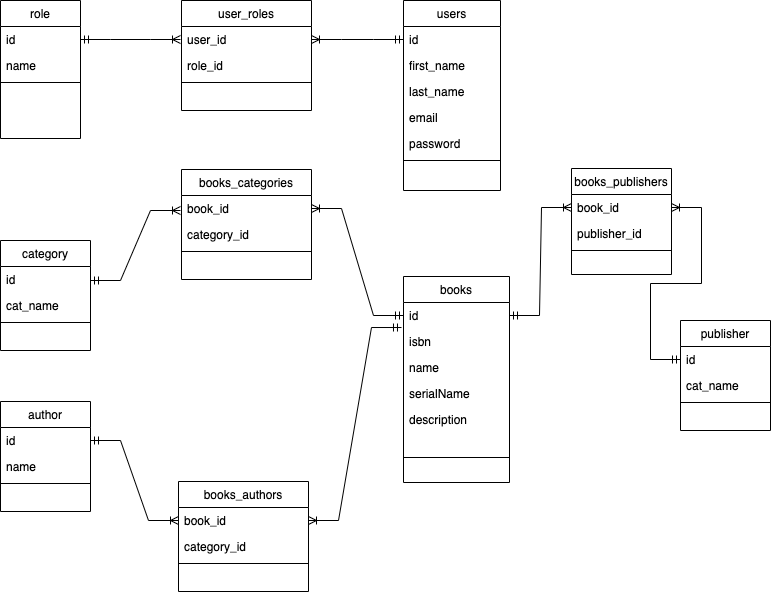 role
id
name
user_roles
user_id
role_id
users
id
first_name
last_name
email
password
books_categories
book_id
category_id
books_publishers
book_id
publisher_id
category
id
cat_name
books
id
isbn
name
serialName
description
publisher
id
cat_name
author
id
name
books_authors
book_id
category_id